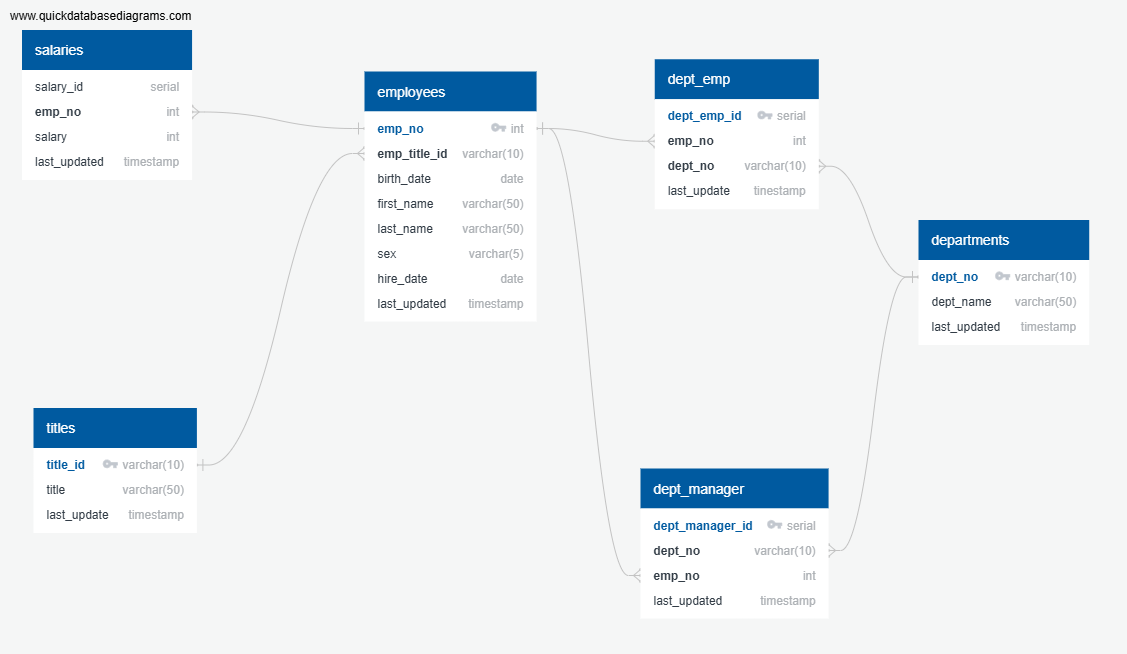 www.quickdatabasediagrams.com
salaries
salary_id serial
emp_no int
salary int
last_updated timestamp
employees
emp_no int
emp_title_id varchar(10)
birth_date date
first_name varchar(50)
last_name varchar(50)
sex varchar(5)
hire_date date
last_updated timestamp
dept_emp
dept_emp_id serial
emp_no int
dept_no varchar(10)
last_update tinestamp
departments
dept_no varchar(10)
dept_name varchar(50)
last_updated timestamp
titles
title_id varchar(10)
title varchar(50)
last_update timestamp
dept_manager
dept_manager_id serial
dept_no varchar(10)
emp_no int
last_updated timestamp